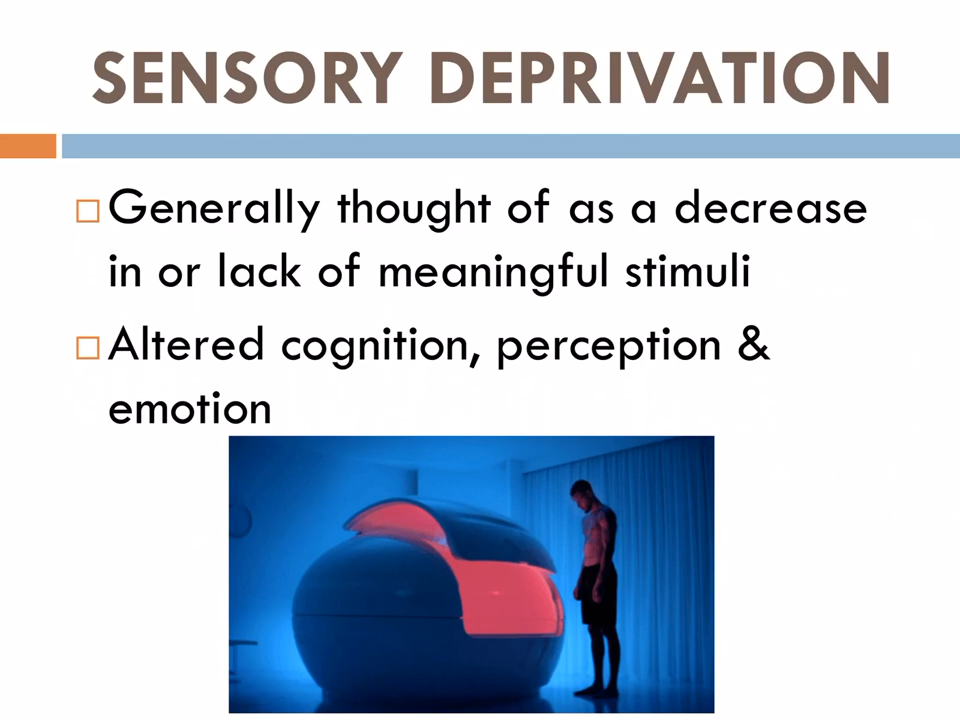 SENSORY DEPRIVATION
Generally thought of as a decrease
in or lack of meaningful stimuli
Altered cognition, perception &
emotion